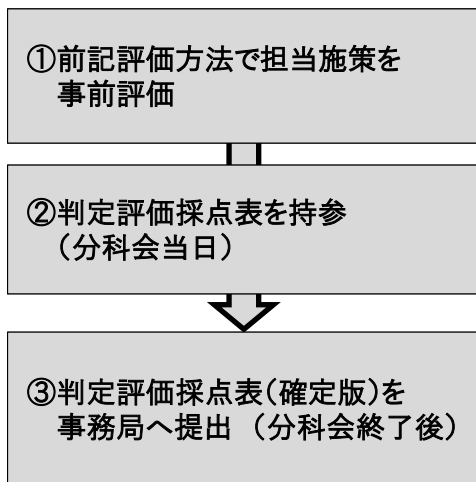 ①前記評価方法で担当施策を
事前評価
②判定評価採点表を持参
（分科会当日）
③判定評価採点表（確定版）を
事務局へ提出 （分科会終了後）